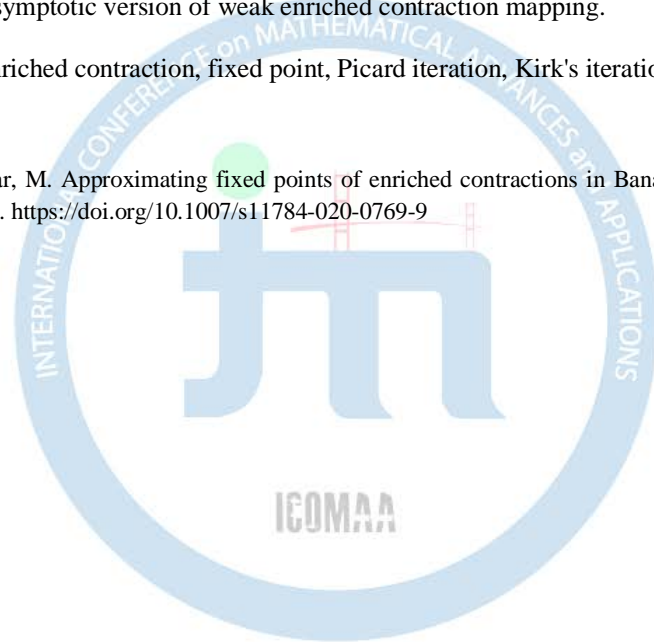 symptotic version of weak enriched contraction mapping.
riched contraction, fixed point, Picard iteration, Kirk's iteratio
ar, M. Approximating fixed points of enriched contractions in Bana
. https://doi.org/10.1007/s11784-020-0769-9
INTERNATIONAL CONFERENCE on MATHEMATICAL ADVANCES and APPLICATIONS
ICOMAA